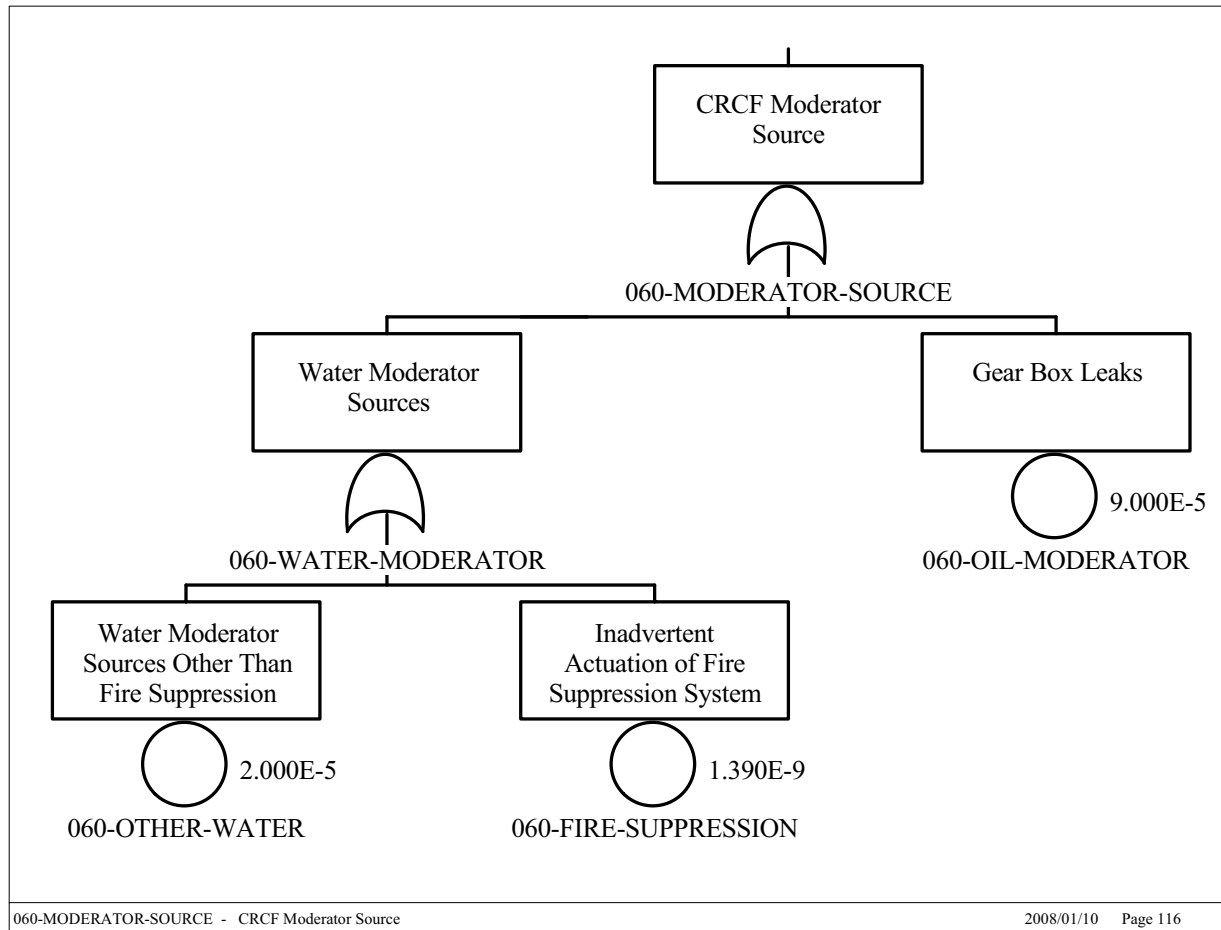 CRCF Moderator
Source
060-MODERATOR-SOURCE
Water Moderator
Sources
Gear Box Leaks
9.000E-5
060-WATER-MODERATOR
060-OIL-MODERATOR
Water Moderator
Sources Other Than
Fire Suppression
Inadvertent
Actuation of Fire
Suppression System
2.000E-5
1.390E-9
060-OTHER-WATER
060-FIRE-SUPPRESSION
060-MODERATOR-SOURCE - CRCF Moderator Source
2008/01/10 Page 116